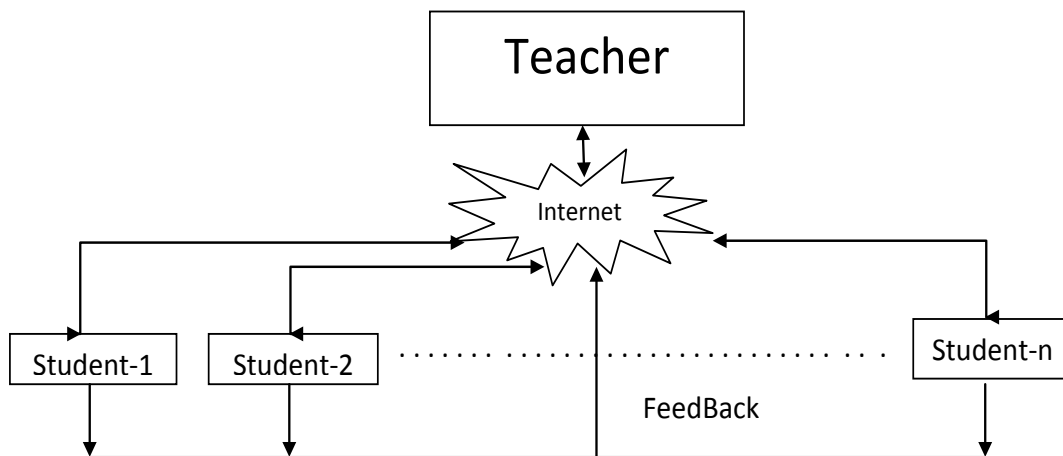 Teacher
Internet
Student-1
Student-2
Student-n
FeedBack